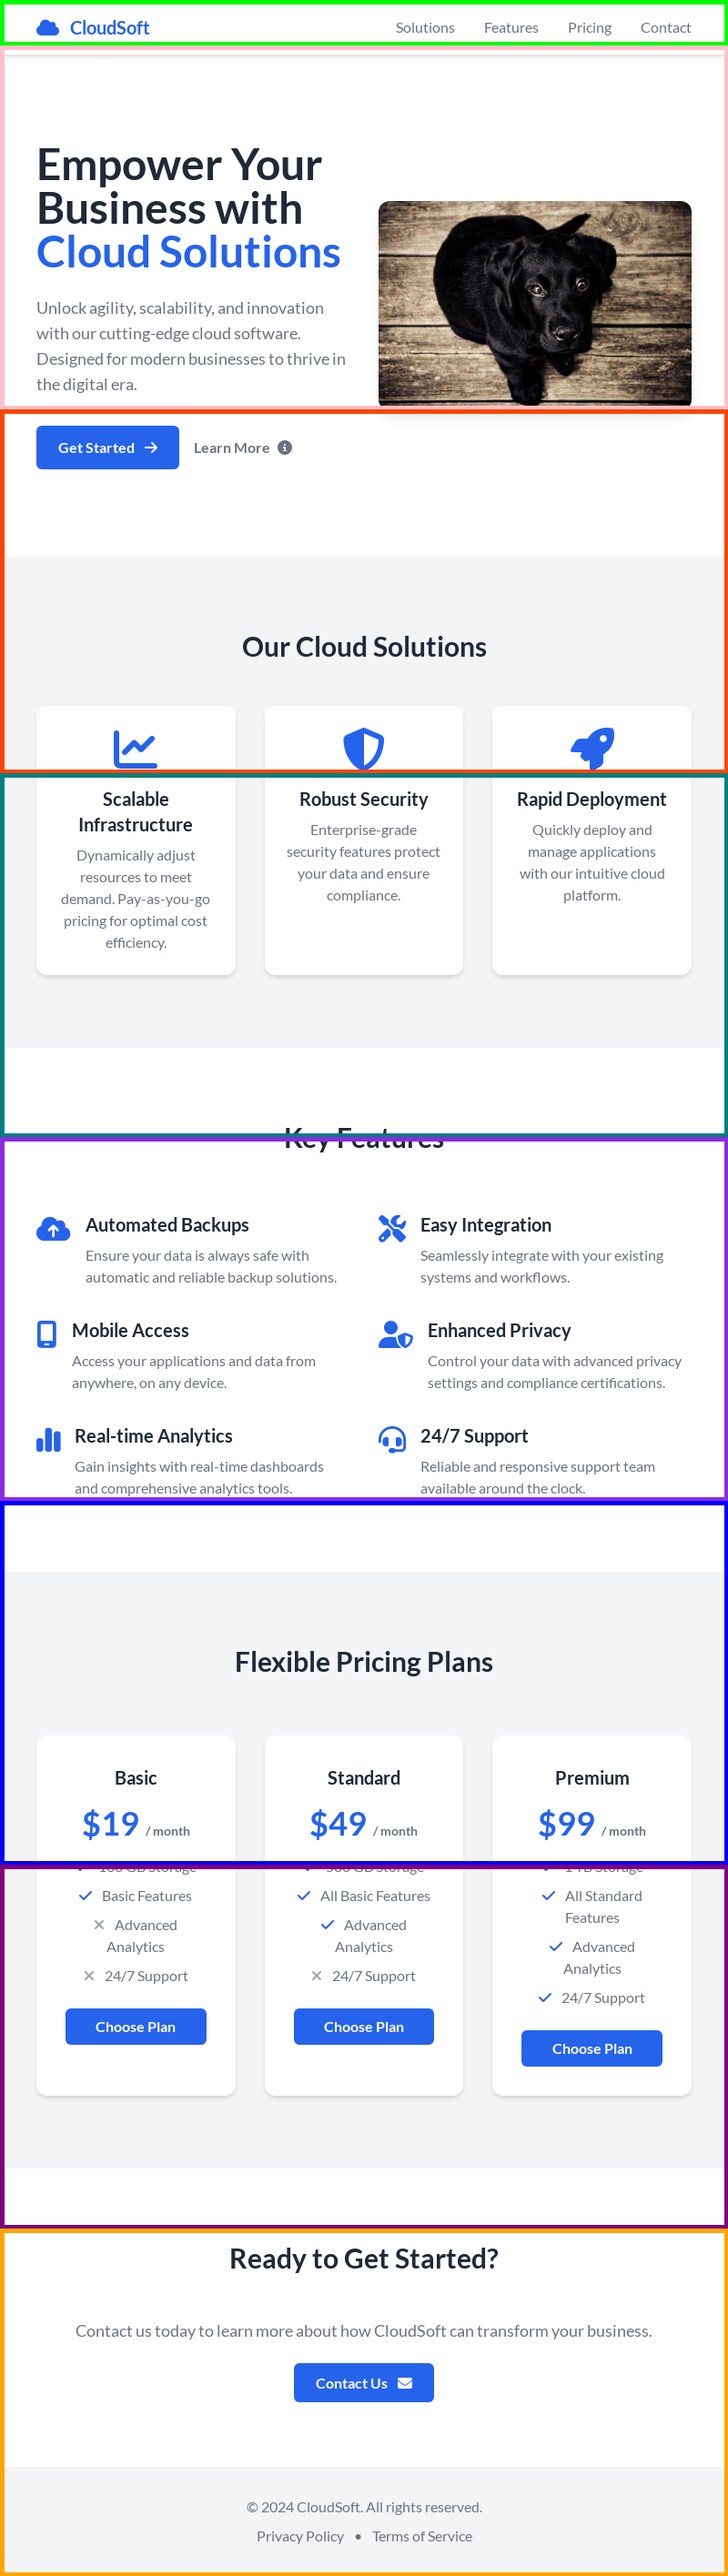 CloudSoft
Solutions Features Pricing Contact
Empower Your
Business with
Cloud Solutions
Unlock agility, scalability, and innovation
with our cutting-edge cloud software.
Designed for modern businesses to thrive in
the digital era.
Get Started
Learn More
Our Cloud Solutions
Scalable
Infrastructure
Dynamically adjust
resources to meet
demand. Pay-as-you-go
pricing for optimal cost
efficiency.
Robust Security
Enterprise-grade
security features protect
your data and ensure
compliance.
Rapid Deployment
Quickly deploy and
manage applications
with our intuitive cloud
platform.
Key Features
Automated Backups
Ensure your data is always safe with
automatic and reliable backup solutions.
Easy Integration
Seamlessly integrate with your existing
systems and workflows.
Mobile Access
Access your applications and data from
anywhere, on any device.
Enhanced Privacy
Control your data with advanced privacy
settings and compliance certifications.
Real-time Analytics
Gain insights with real-time dashboards
and comprehensive analytics tools.
24/7 Support
Reliable and responsive support team
available around the clock.
Flexible Pricing Plans
Basic
$19 / month
Storage
Basic Features
Advanced
Analytics
24/7 Support
Choose Plan
Standard
$49 / month
Storage
All Basic Features
Advanced
Analytics
24/7 Support
Choose Plan
Premium
$99 / month
Storage
All Standard
Features
Advanced
Analytics
24/7 Support
Choose Plan
Ready to Get Started?
Contact us today to learn more about how CloudSoft can transform your business.
Contact Us
© 2024 CloudSoft. All rights reserved.
Privacy Policy • Terms of Service